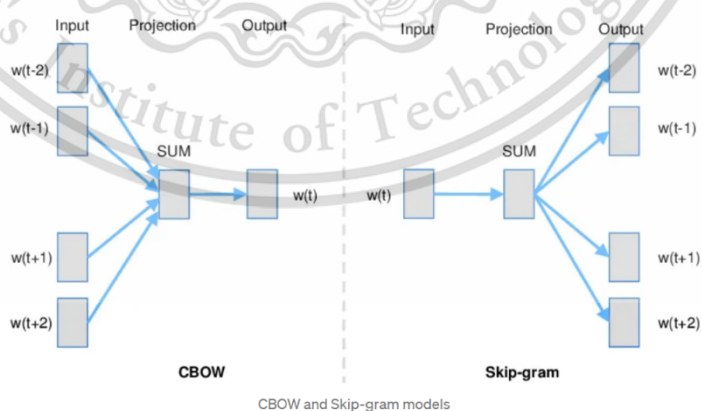 Input Projection Output
w(t-2)
w(t-1)
SUM
w(t)
w(t+1)
w(t+2)
CBOW
Input Projection Output
w(t-2)
w(t-1)
SUM
w(t)
w(t+1)
w(t+2)
Skip-gram
CBOW and Skip-gram models
Institute of Technology